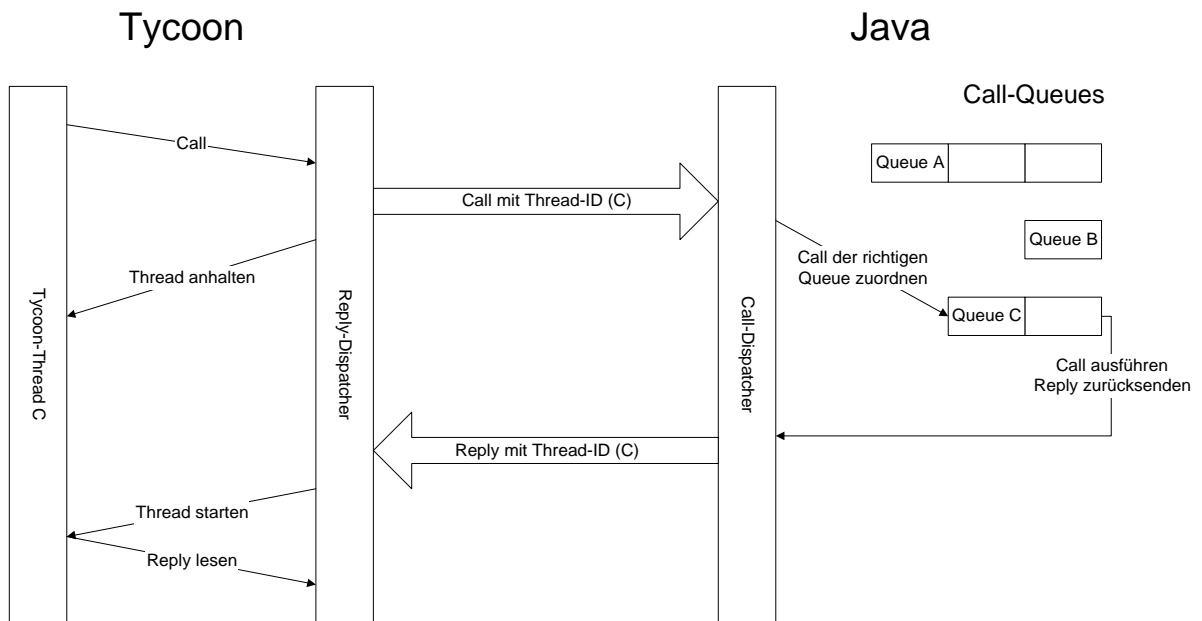 Tycoon
Java
Call-Queues
Call
Queue A
Call mit Thread-ID (C)
Queue B
Call der richtigen
Queue zuordnen
Thread anhalten
Tycoon-Thread C
Reply-Dispatcher
Call-Dispatcher
Queue C
Call ausführen
Reply zurücksenden
Reply mit Thread-ID (C)
Thread starten
Reply lesen